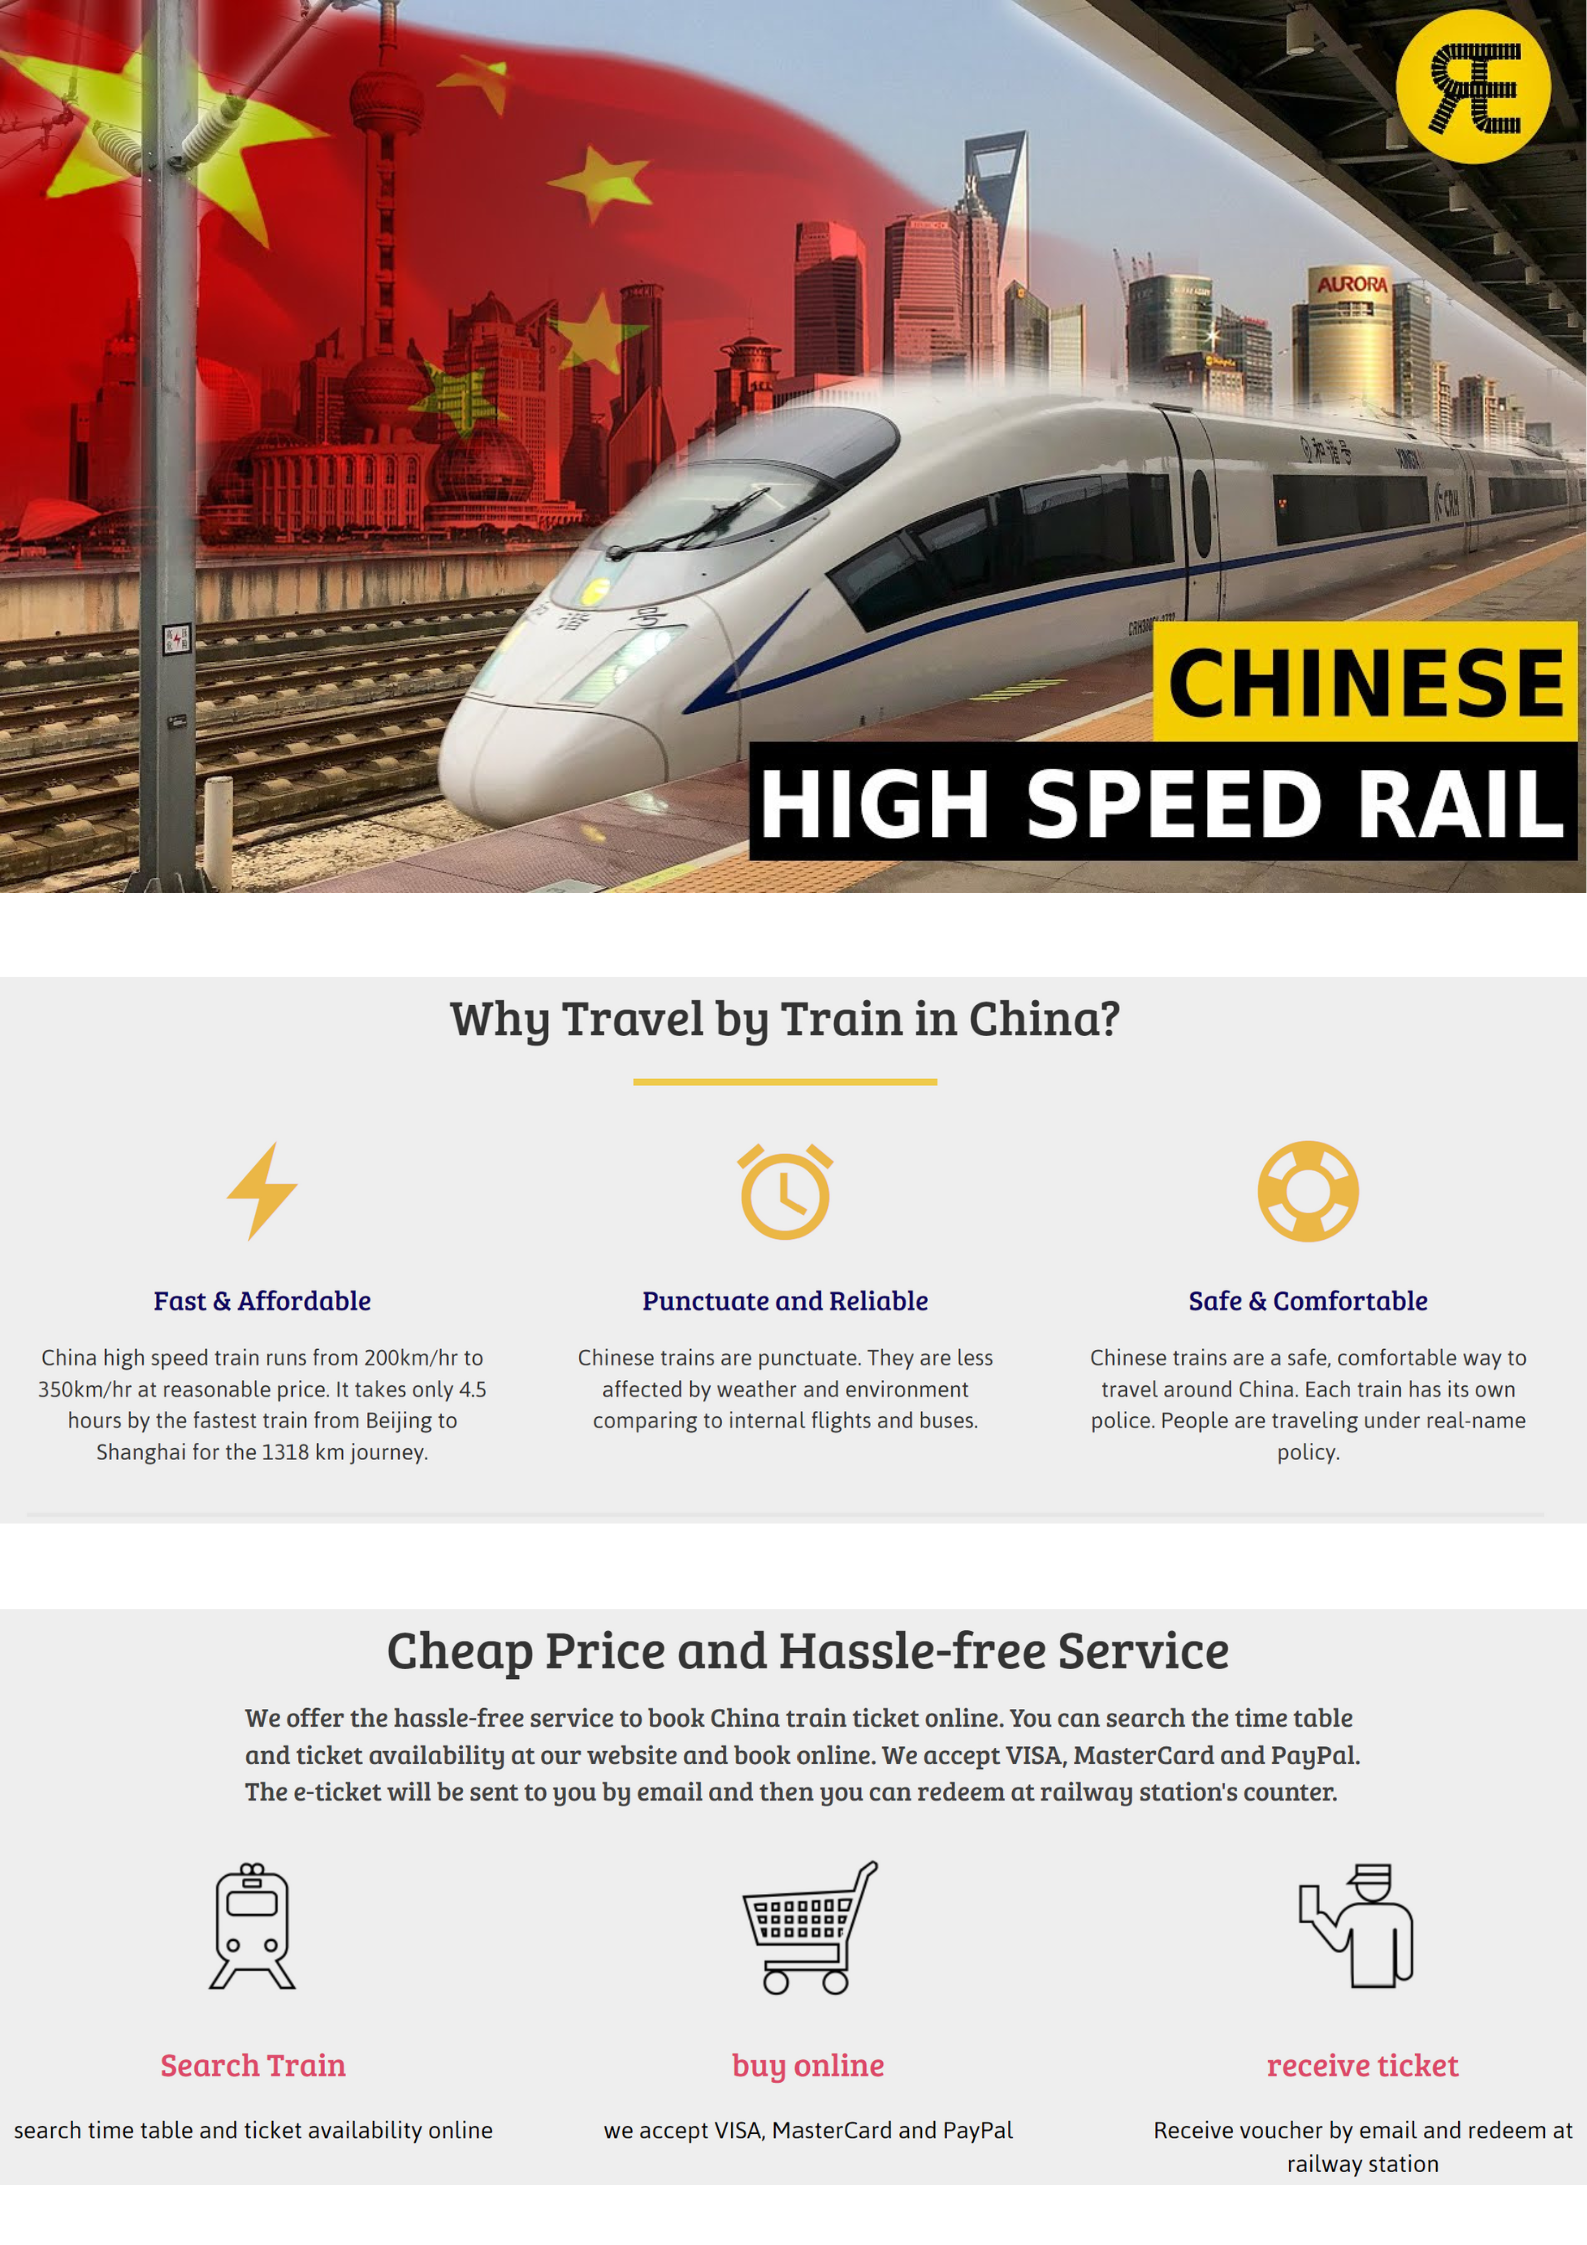 RE
AURORA
和谐号
CRH
和谐号
CHINESE
HIGH SPEED RAIL
Why Travel by Train in China?
Fast & Affordable
China high speed train runs from 200km/hr to
350km/hr at reasonable price. It takes only 4.5
hours by the fastest train from Beijing to
Shanghai for the 1318 km journey.
Punctuate and Reliable
Chinese trains are punctuate. They are less
affected by weather and environment
comparing to internal flights and buses.
Safe & Comfortable
Chinese trains are a safe, comfortable way to
travel around China. Each train has its own
police. People are traveling under real-name
policy.
Cheap Price and Hassle-free Service
We offer the hassle-free service to book China train ticket online. You can search the time table
and ticket availability at our website and book online. We accept VISA, MasterCard and PayPal.
The e-ticket will be sent to you by email and then you can redeem at railway station's counter.
Search Train
search time table and ticket availability online
buy online
we accept VISA, MasterCard and PayPal
receive ticket
Receive voucher by email and redeem at
railway station